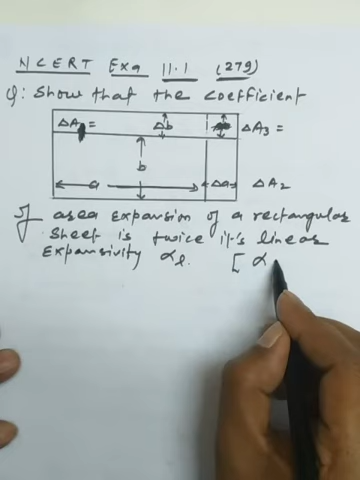 NCERT Exa 11.1 (279)
Q: Show that the coefficient
ΔA1 = Δb ΔA3 =
b
a Δa ΔA2
of area expansion of a rectangular
sheet is twice it's linear
Expansivity αl. [ α